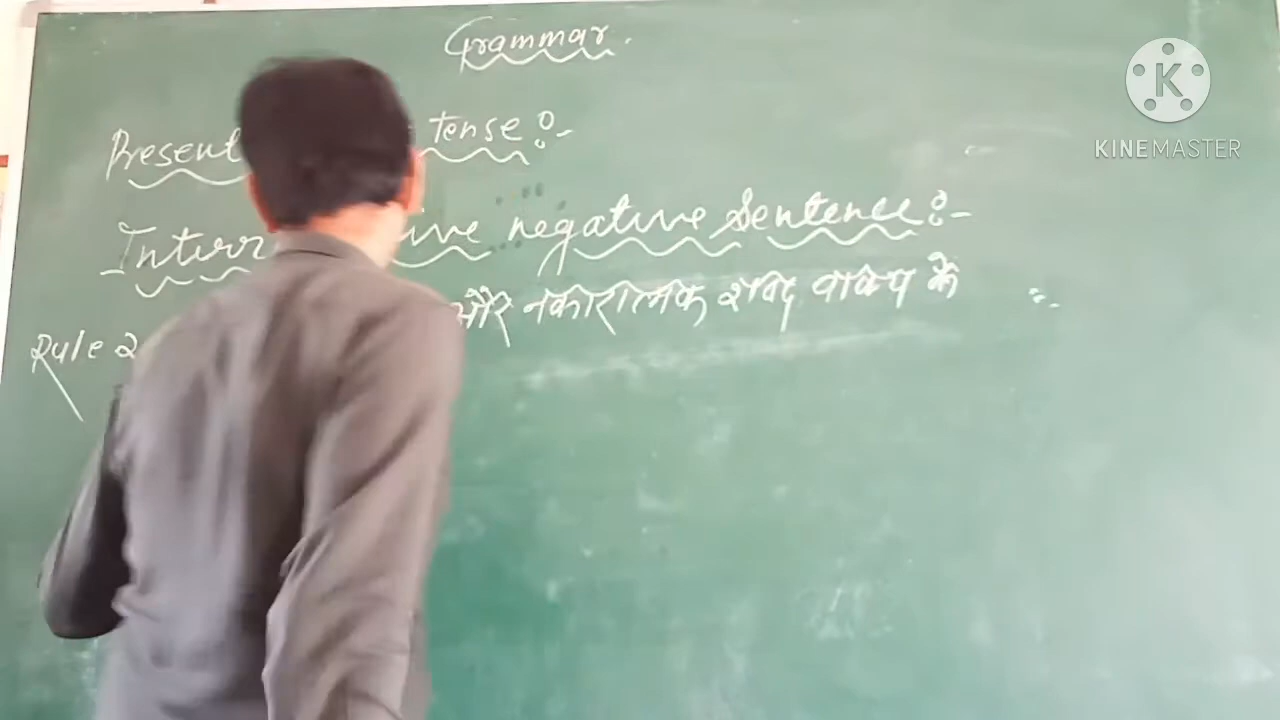 Grammar.
Present tense :-
negative Sentence :-
Rule 2 और नकारात्मक शब्द वाक्य के
K
KINEMASTER